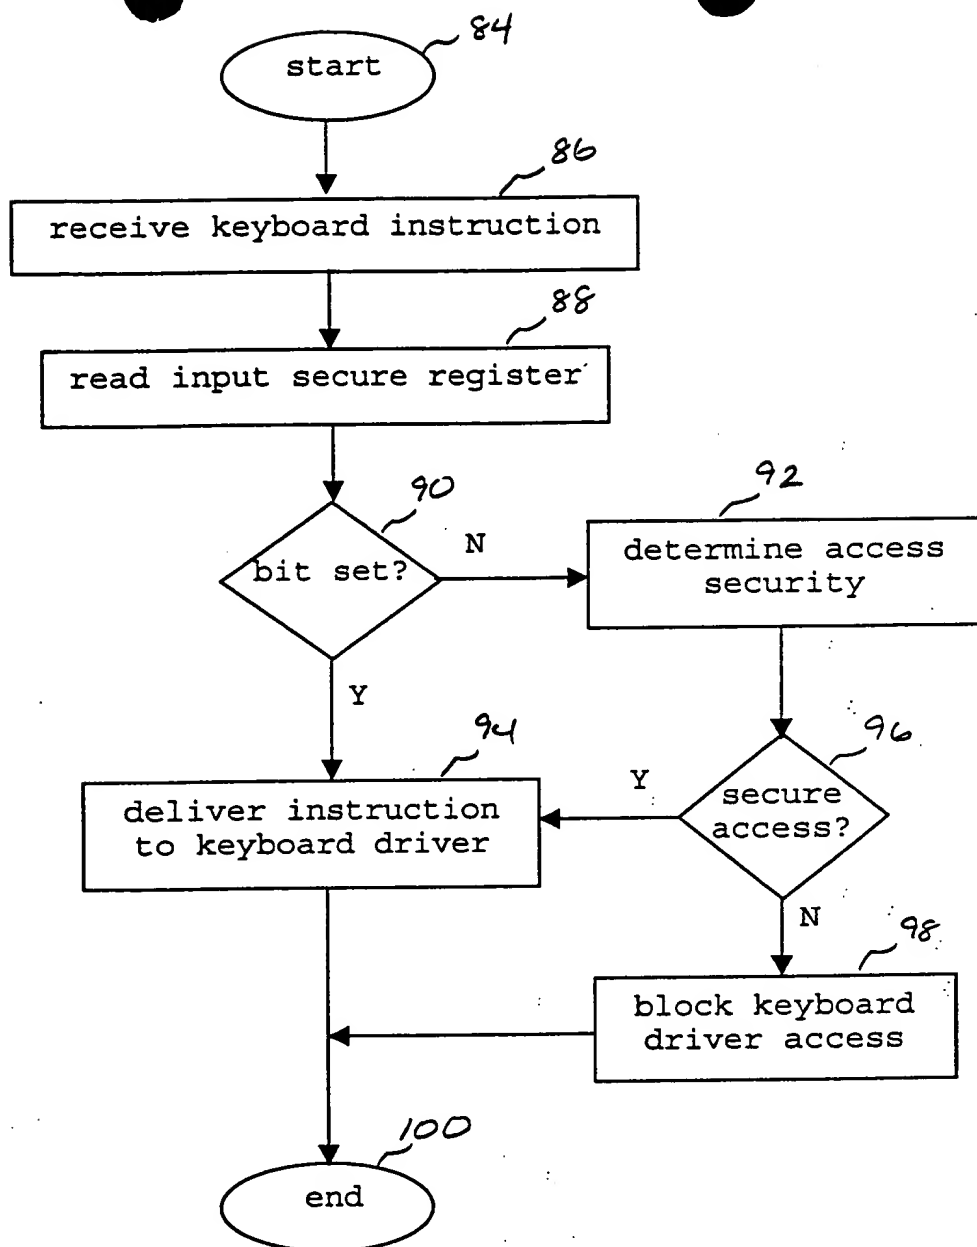 84
start
86
receive keyboard instruction
88
read input secure register
90
bit set?
N
92
determine access
security
Y
94
deliver instruction
to keyboard driver
Y
96
secure
access?
N
98
block keyboard
driver access
100
end